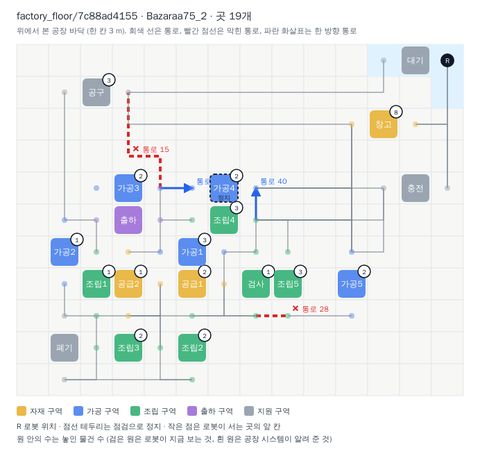 factory_floor/7c88ad4155 · Bazaraa75_2 · 곳 19개
위에서 본 공장 바닥 (한 칸 3 m). 회색 선은 통로, 빨간 점선은 막힌 통로, 파란 화살표는 한 방향 통로
대기
R
공구
3
창고
8
✕ 통로 15
가공3
2
통로
가공4
2
정지
통로 40
충전
출하
조립4
3
가공2
1
가공1
3
조립1
1
공급2
1
공급1
2
검사
1
조립5
3
가공5
2
✕ 통로 28
폐기
조립3
2
조립2
2
자재 구역
가공 구역
조립 구역
출하 구역
지원 구역
R 로봇 위치 · 점선 테두리는 점검으로 정지 · 작은 점은 로봇이 서는 곳의 앞 칸
원 안의 수는 놓인 물건 수 (검은 원은 로봇이 지금 보는 것, 흰 원은 공장 시스템이 알려 준 것)